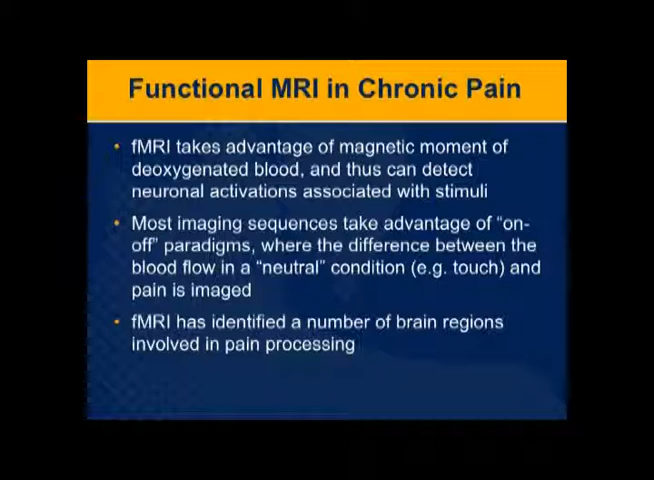 Functional MRI in Chronic Pain
• fMRI takes advantage of magnetic moment of
deoxygenated blood, and thus can detect
neuronal activations associated with stimuli
• Most imaging sequences take advantage of “on-
off” paradigms, where the difference between the
blood flow in a “neutral” condition (e.g. touch) and
pain is imaged
• fMRI has identified a number of brain regions
involved in pain processing